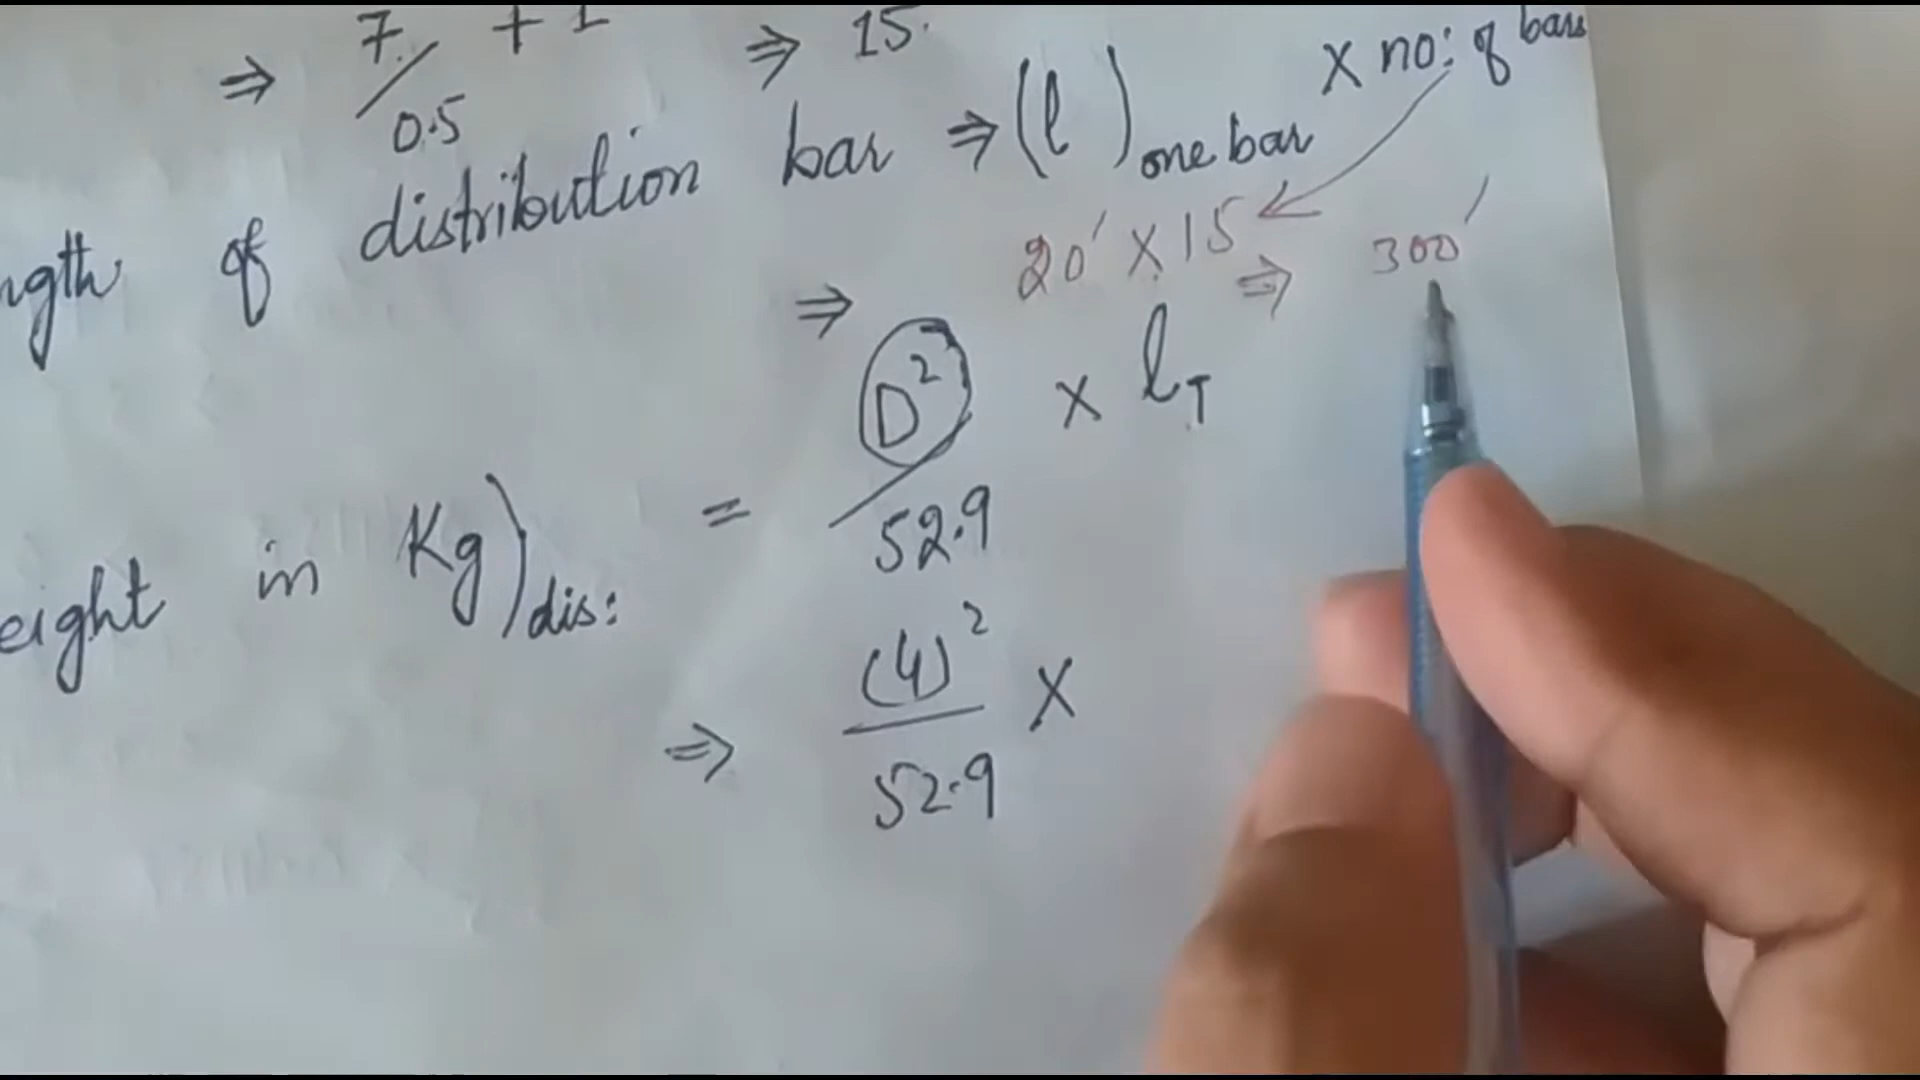 ⇒ 7/0.5 + 1 ⇒ 15.
ngth of distribution bar ⇒ (l) one bar X no: of bars
⇒ 20' X 15 ⇒ 300'
eight in Kg) dis: = D²/52.9 X lT
⇒ (4)²/52.9 X